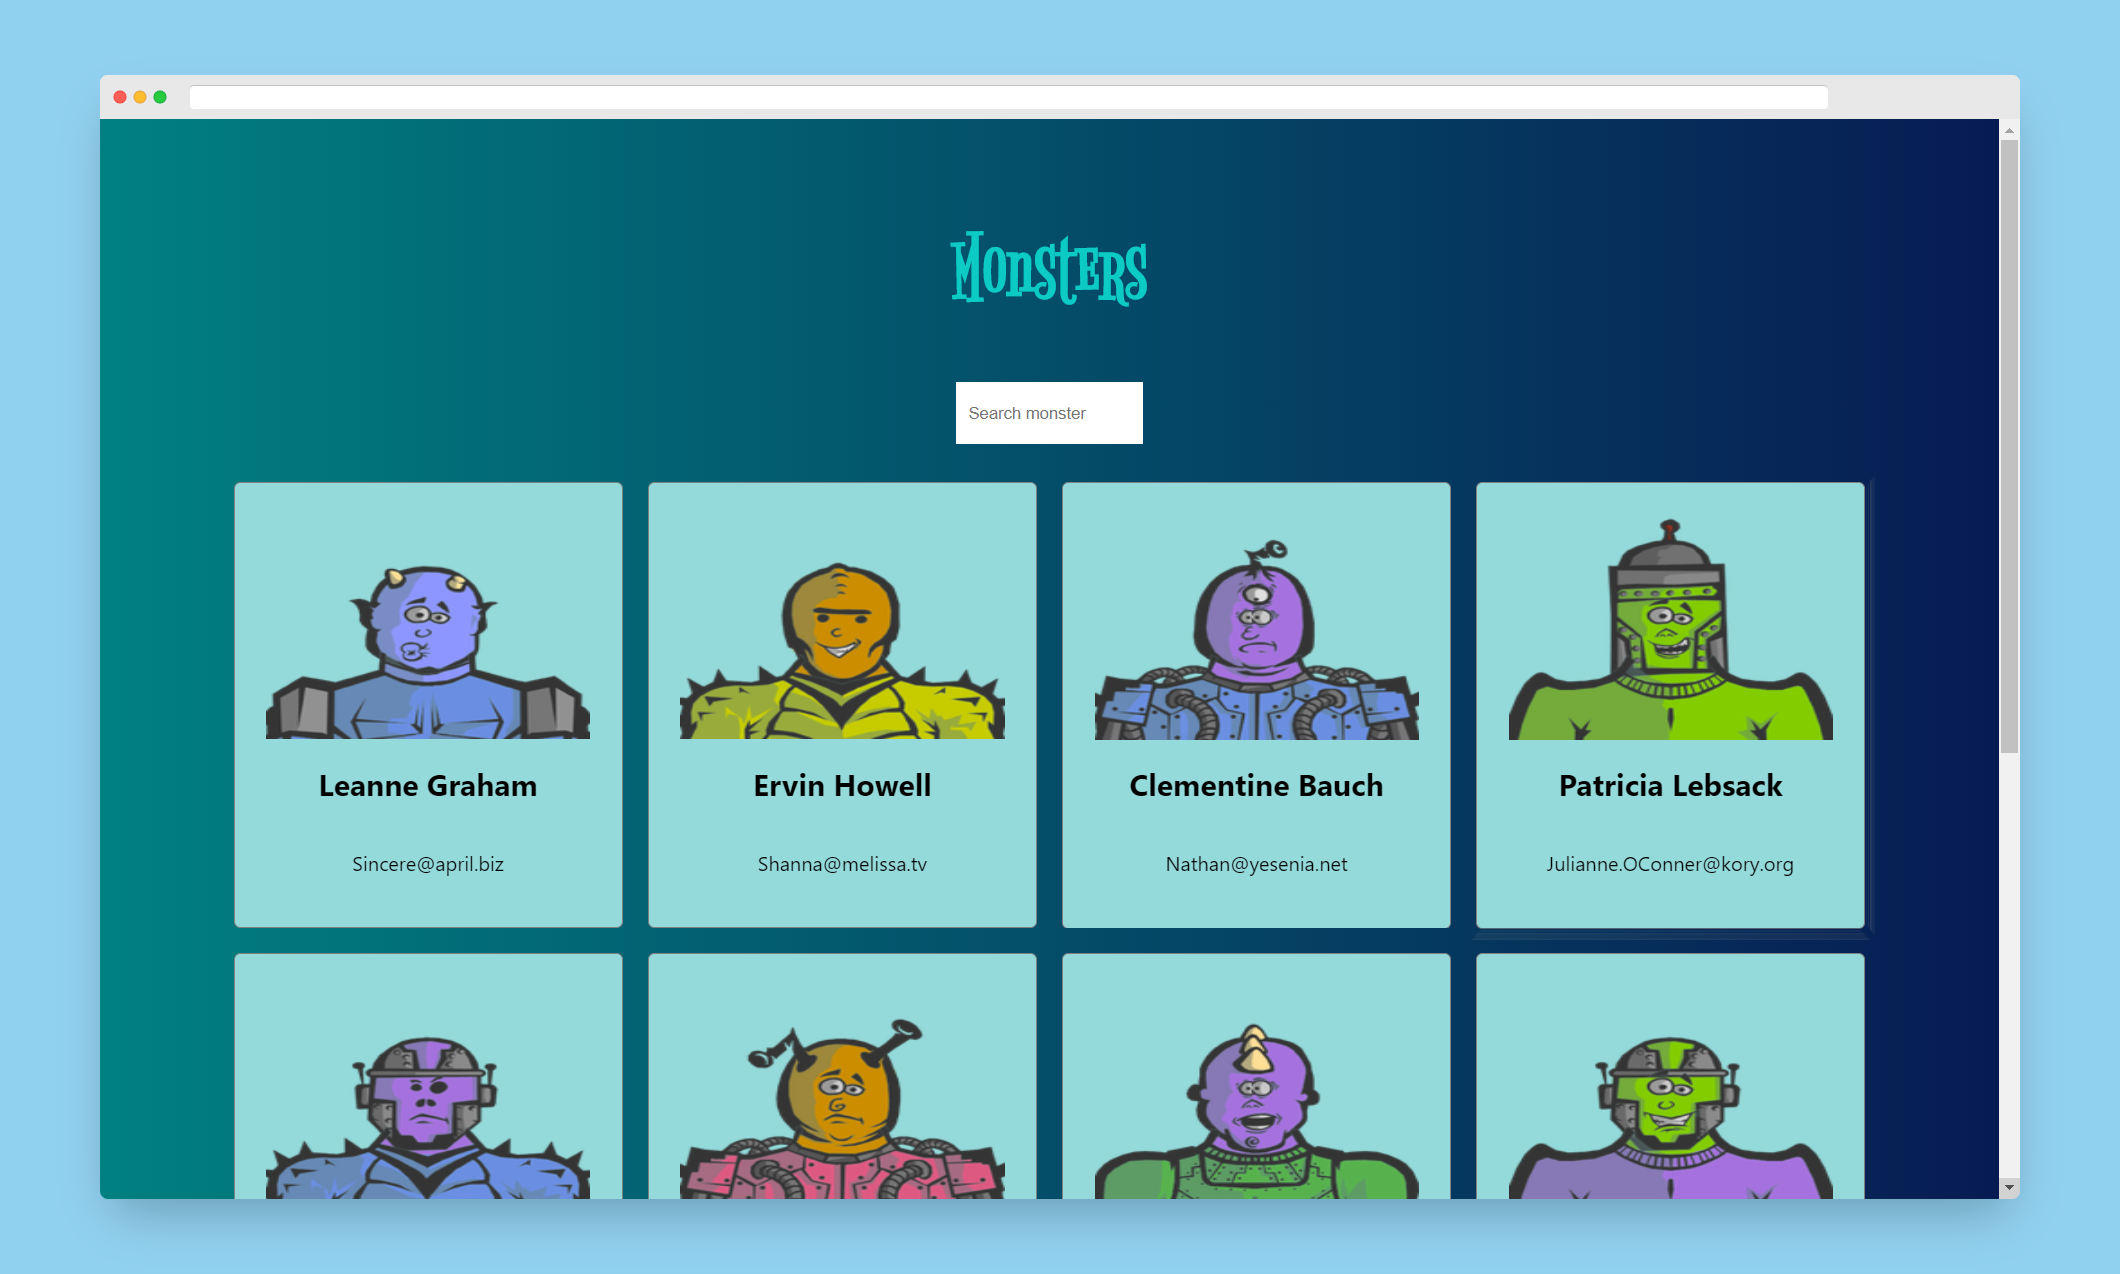 Monsters
Search monster
Leanne Graham
Ervin Howell
Clementine Bauch
Patricia Lebsack
Sincere@april.biz
Shanna@melissa.tv
Nathan@yesenia.net
Julianne.OConner@kory.org